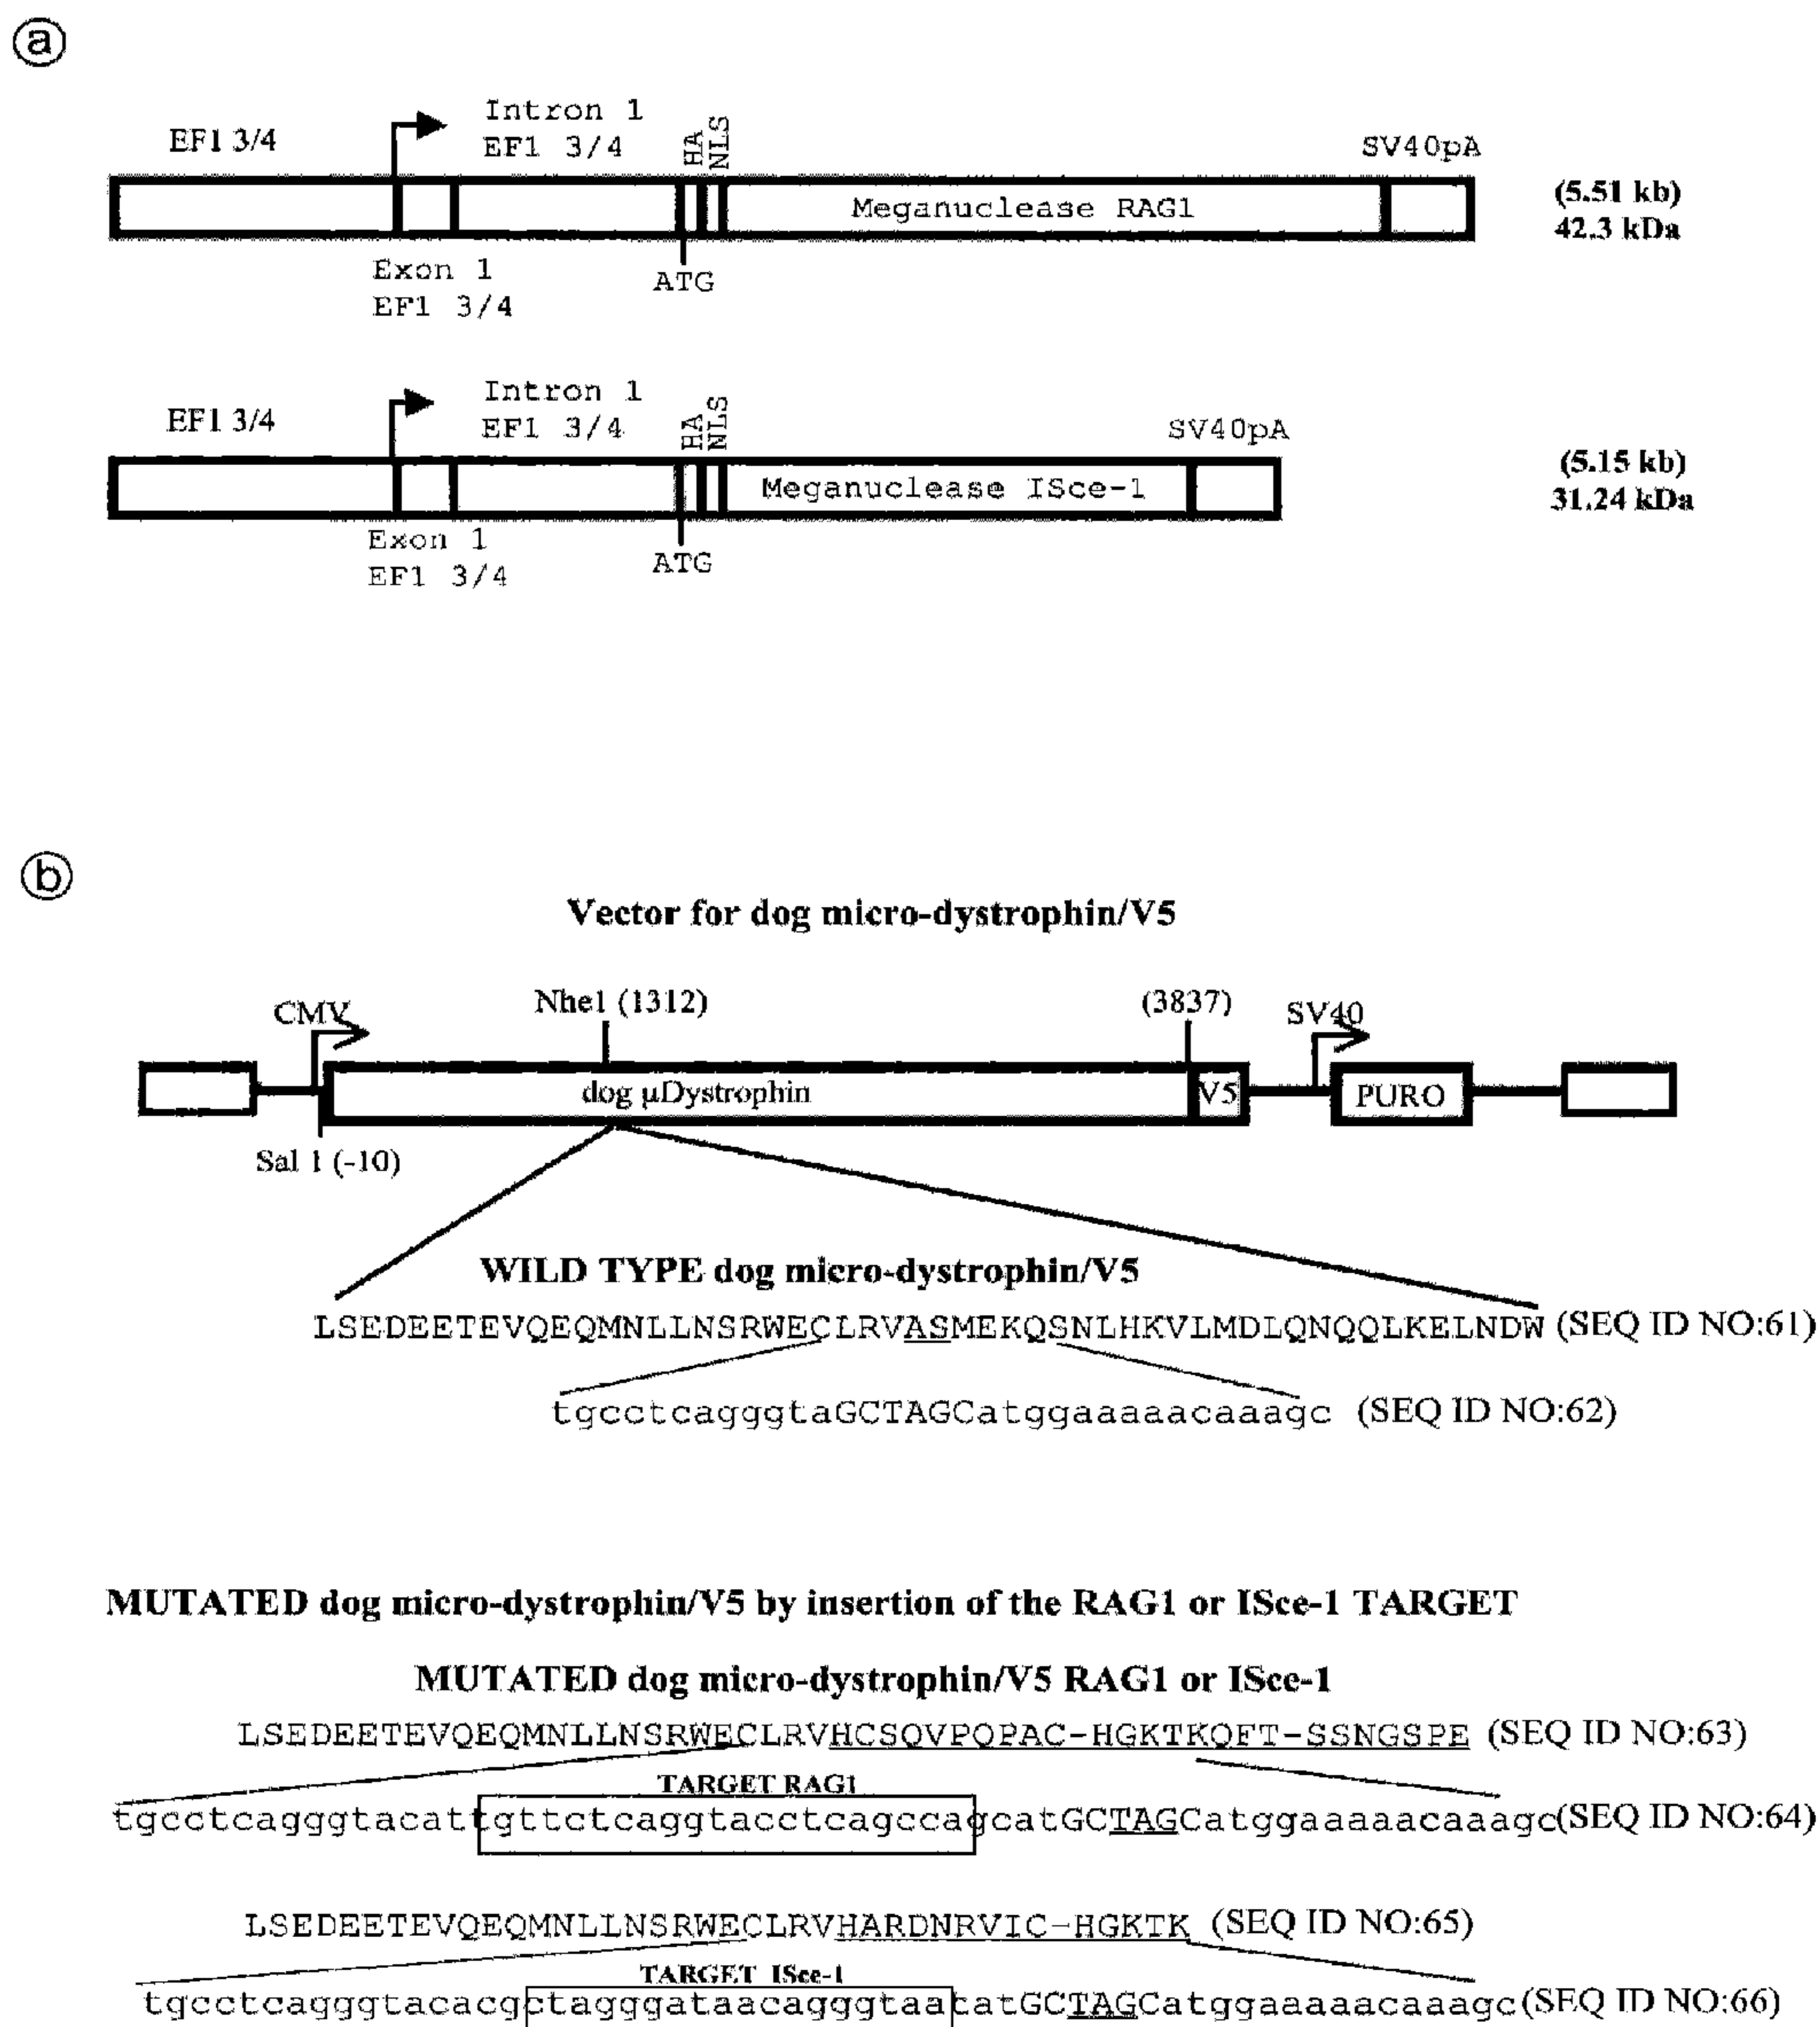 a
Intron 1
EF1 3/4
EF1 3/4
HA
NLS
SV40pA
Meganuclease RAG1
(5.51 kb)
42.3 kDa
Exon 1
EF1 3/4
ATG
Intron 1
EF1 3/4
EF1 3/4
HA
NLS
SV40pA
Meganuclease ISce-1
(5.15 kb)
31.24 kDa
Exon 1
EF1 3/4
ATG
b
Vector for dog micro-dystrophin/V5
CMV
Nhe1 (1312)
(3837)
SV40
dog µDystrophin
V5
PURO
Sal 1 (-10)
WILD TYPE dog micro-dystrophin/V5
LSEDEETEVQEQMNLLNSRWECLRVASMEKQSNLHKVLMDLQNQQLKELNDW (SEQ ID NO:61)
tgcctcagggtaGCTAGCatggaaaaacaaagc (SEQ ID NO:62)
MUTATED dog micro-dystrophin/V5 by insertion of the RAG1 or ISce-1 TARGET
MUTATED dog micro-dystrophin/V5 RAG1 or ISce-1
LSEDEETEVQEQMNLLNSRWECLRVHCSQVPQPAC-HGKTKQFT-SSNGSPE (SEQ ID NO:63)
TARGET RAG1
tgcctcagggtacattgttctcaggtacctcagccagcatGCTAGCatggaaaaacaaagc(SEQ ID NO:64)
LSEDEETEVQEQMNLLNSRWECLRVHARDNRVIC-HGKTK (SEQ ID NO:65)
TARGET ISce-1
tgcctcagggtacacgctagggataacagggtaatatGCTAGCatggaaaaacaaagc(SEQ ID NO:66)